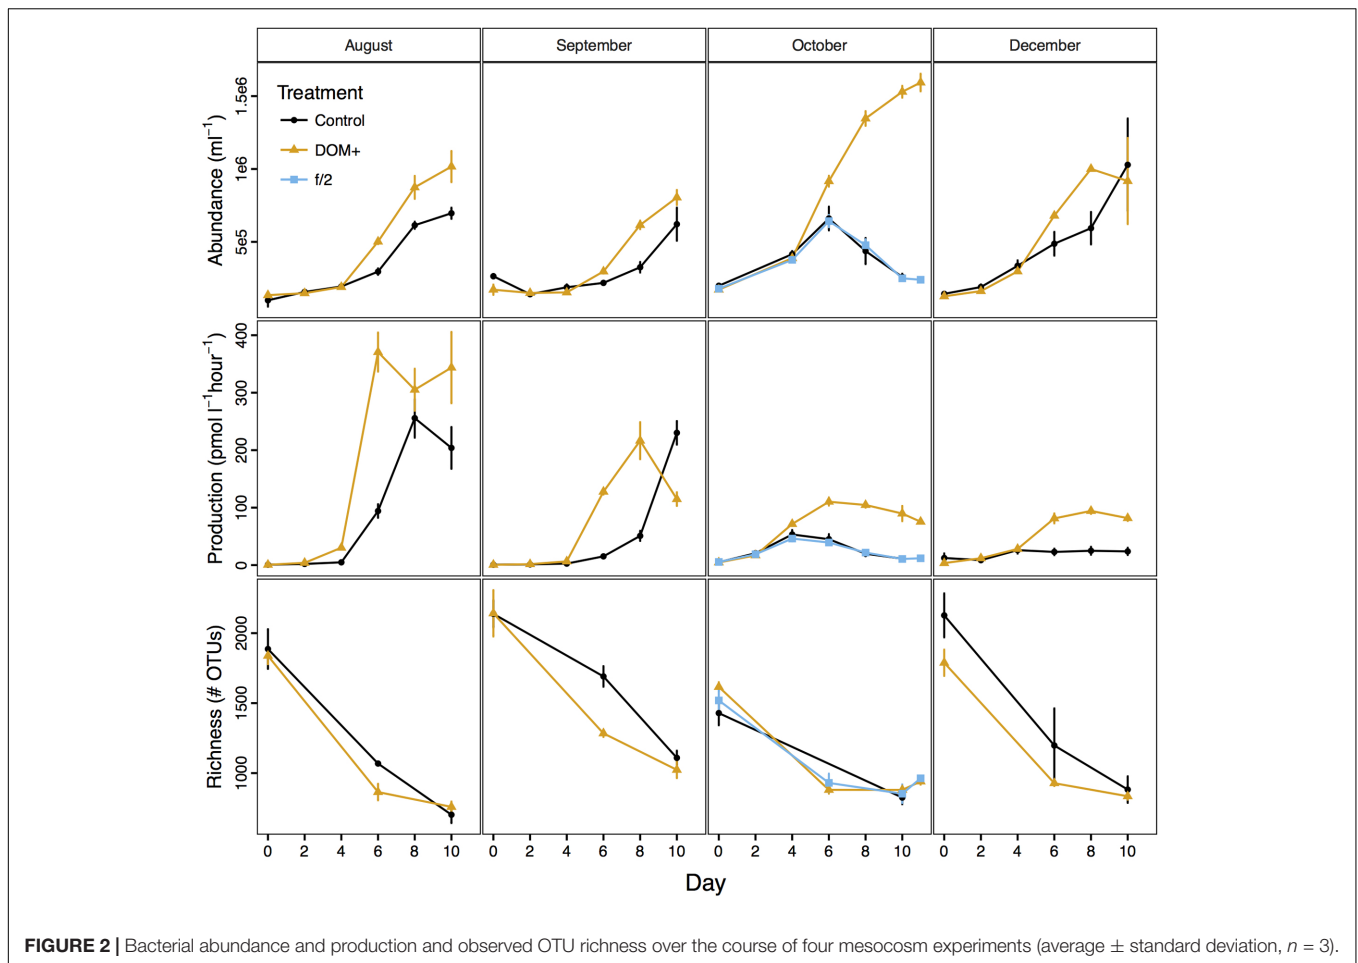 August September October December
Treatment
Control
DOM+
f/2
Abundance (ml⁻¹)
5e5 1e6 1.5e6
Production (pmol l⁻¹hour⁻¹)
0 100 200 300 400
Richness (# OTUs)
1000 1500 2000
0 2 4 6 8 10 0 2 4 6 8 10 0 2 4 6 8 10 0 2 4 6 8 10
Day
FIGURE 2 | Bacterial abundance and production and observed OTU richness over the course of four mesocosm experiments (average ± standard deviation, n = 3).